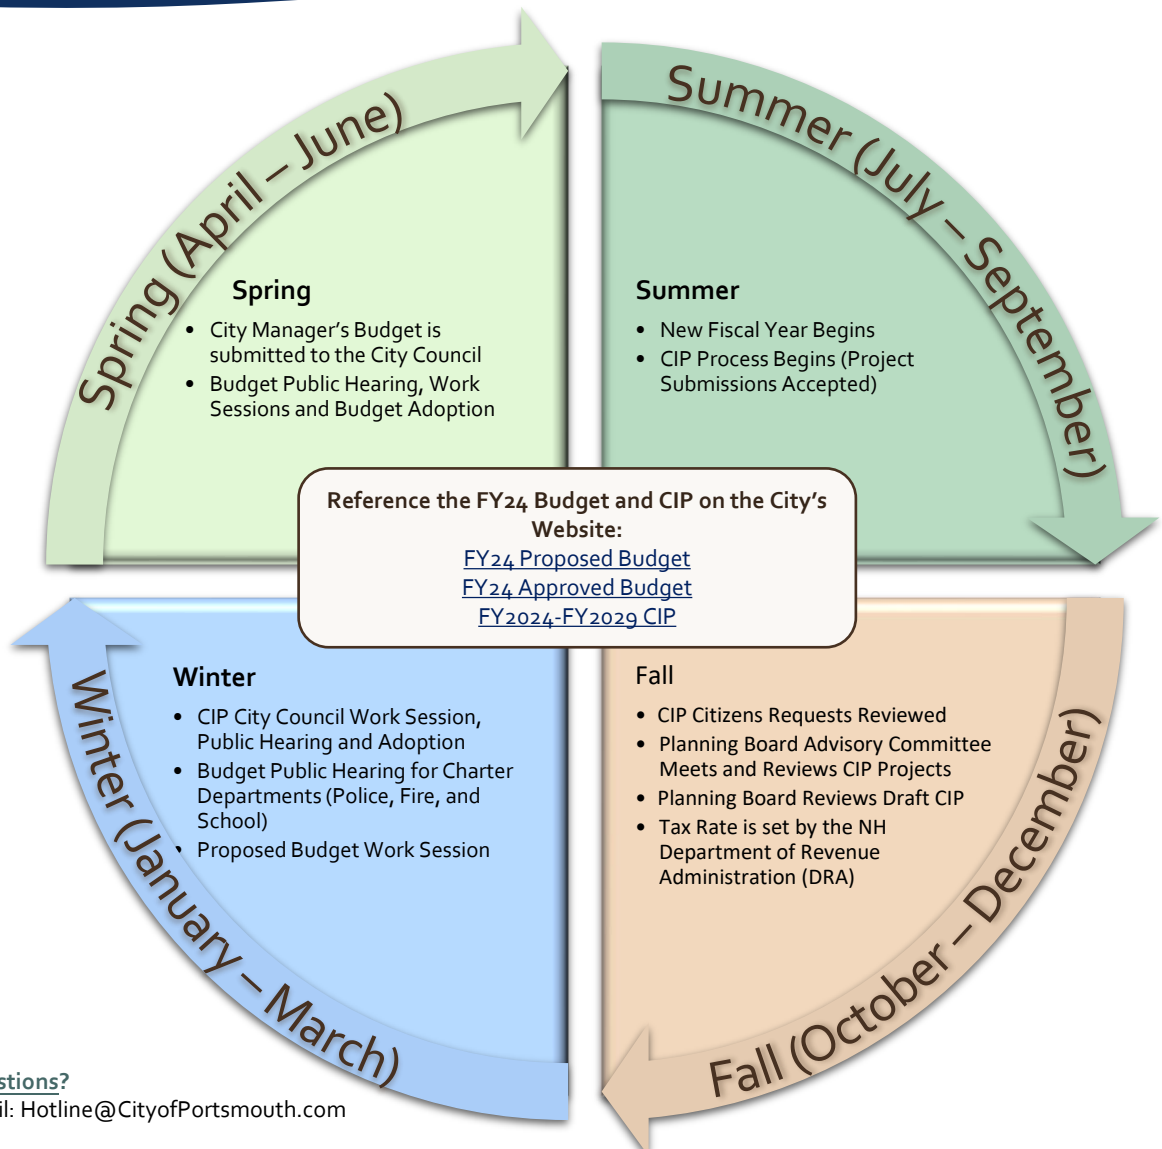 Spring (April – June)
Summer (July – September)
Spring
• City Manager's Budget is
submitted to the City Council
• Budget Public Hearing, Work
Sessions and Budget Adoption
Summer
• New Fiscal Year Begins
• CIP Process Begins (Project
Submissions Accepted)
Reference the FY24 Budget and CIP on the City's
Website:
FY24 Proposed Budget
FY24 Approved Budget
FY2024-FY2029 CIP
Winter
• CIP City Council Work Session,
Public Hearing and Adoption
• Budget Public Hearing for Charter
Departments (Police, Fire, and
School)
• Proposed Budget Work Session
Winter (January – March)
Fall
• CIP Citizens Requests Reviewed
• Planning Board Advisory Committee
Meets and Reviews CIP Projects
• Planning Board Reviews Draft CIP
• Tax Rate is set by the NH
Department of Revenue
Administration (DRA)
Fall (October – December)
stions?
il: Hotline@CityofPortsmouth.com